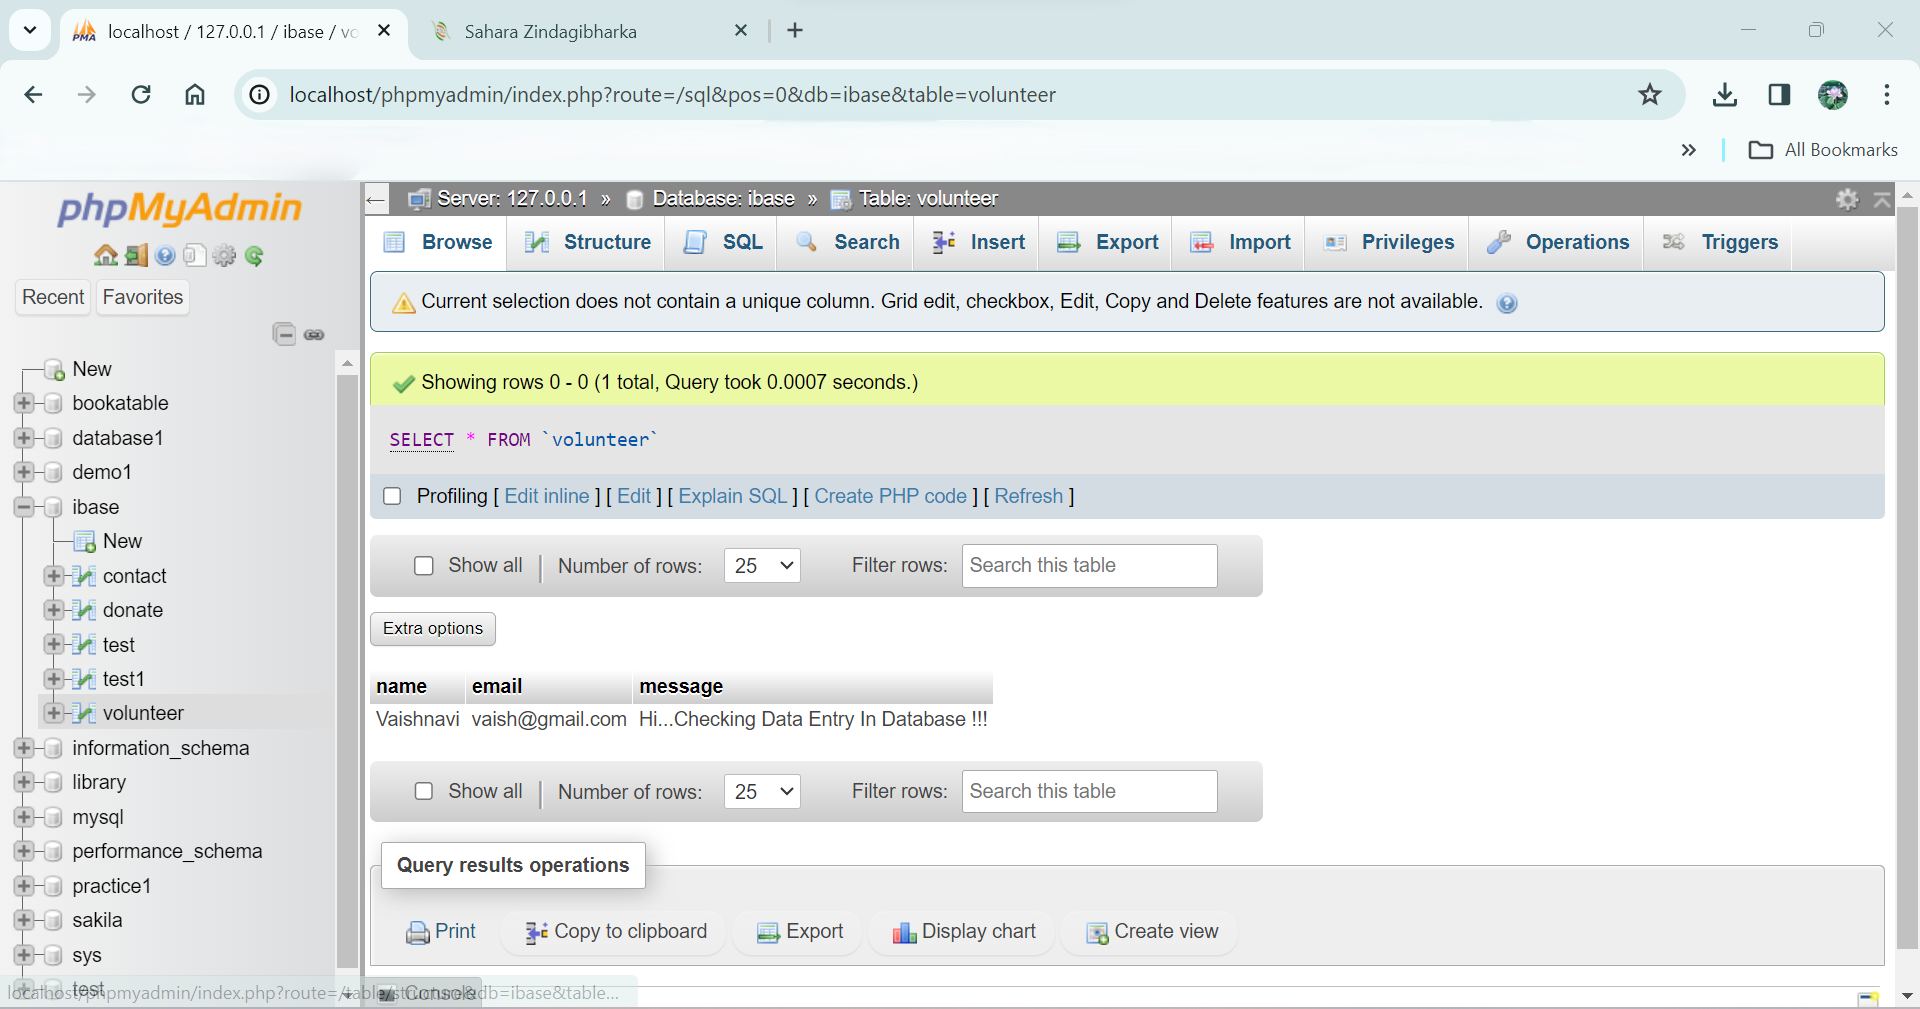 localhost / 127.0.0.1 / ibase / vo
Sahara Zindagibharka
localhost/phpmyadmin/index.php?route=/sql&pos=0&db=ibase&table=volunteer
All Bookmarks
phpMyAdmin
Recent
Favorites
New
bookatable
database1
demo1
ibase
New
contact
donate
test
test1
volunteer
information_schema
library
mysql
performance_schema
practice1
sakila
sys
test
Server: 127.0.0.1 » Database: ibase » Table: volunteer
Browse Structure SQL Search Insert Export Import Privileges Operations Triggers
Current selection does not contain a unique column. Grid edit, checkbox, Edit, Copy and Delete features are not available.
Showing rows 0 - 0 (1 total, Query took 0.0007 seconds.)
SELECT * FROM `volunteer`
Profiling [ Edit inline ] [ Edit ] [ Explain SQL ] [ Create PHP code ] [ Refresh ]
Show all | Number of rows: 25 Filter rows: Search this table
Extra options
name email message
Vaishnavi vaish@gmail.com Hi...Checking Data Entry In Database !!!
Show all | Number of rows: 25 Filter rows: Search this table
Query results operations
Print Copy to clipboard Export Display chart Create view
Console
localhost/phpmyadmin/index.php?route=/table/structure&db=ibase&table...